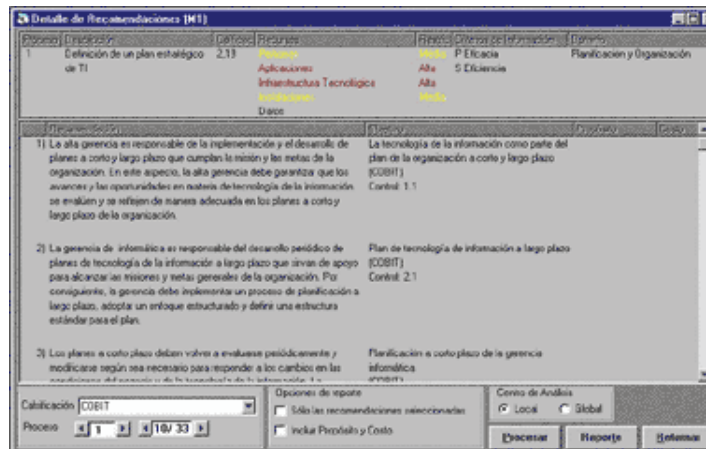 Detalle de Recomendaciones (M1)
Proceso Descripción Recursos Criterios de Información Dominio
1 Definición de un plan estratégico 2,13 Personas Media P Eficacia Planificación y Organización
de TI Aplicaciones Alta S Eficiencia
Infraestructura Tecnológica Alta
Instalaciones Media
Datos
Recomendación Propósito Costo
1) La alta gerencia es responsable de la implementación y el desarrollo de La tecnología de la información como parte del
planes a corto y largo plazo que cumplan la misión y las metas de la plan de la organización a corto y largo plazo
organización. En este aspecto, la alta gerencia debe garantizar que los (COBIT)
avances y las oportunidades en materia de tecnología de la información Control: 1.1
se evalúen y se reflejen de manera adecuada en los planes a corto y
largo plazo de la organización.
2) La gerencia de informática es responsable del desarrollo periódico de Plan de tecnología de información a largo plazo
planes de tecnología de la información a largo plazo que sirvan de apoyo (COBIT)
para alcanzar las misiones y metas generales de la organización. Por Control: 2.1
consiguiente, la gerencia debe implementar un proceso de planificación a
largo plazo, adoptar un enfoque estructurado y definir una estructura
estándar para el plan.
3) Los planes a corto plazo deben volver a evaluarse periódicamente y Planificación a corto plazo de la gerencia
modificarse según sea necesario para responder a los cambios en las informática
condiciones del negocio y de la tecnología de la información. La (COBIT)
Calificación COBIT
Proceso 1 10/ 33
Opciones de reporte
Sólo las recomendaciones seleccionadas
Incluir Propósito y Costo
Centro de Análisis
Local Global
Procesar Reporte Retornar